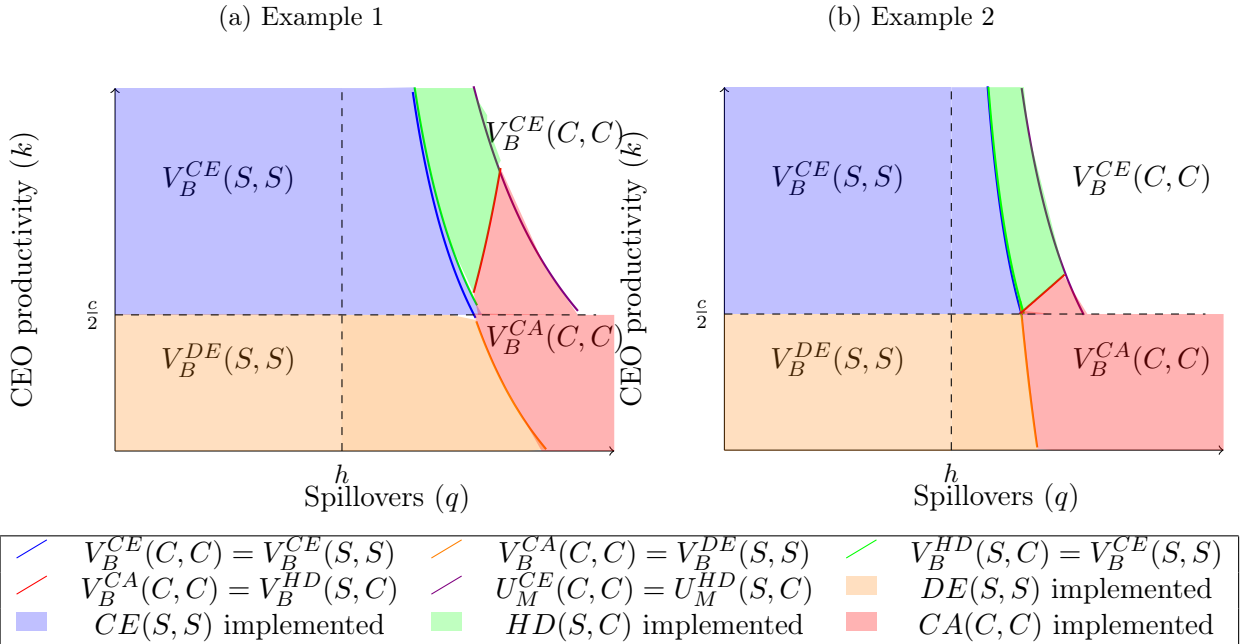 (a) Example 1
(b) Example 2
CEO productivity (k)
V_B^{CE}(S, S)
V_B^{CE}(C, C)
c/2
V_B^{DE}(S, S)
V_B^{CA}(C, C)
h
Spillovers (q)
CEO productivity (k)
V_B^{CE}(S, S)
V_B^{CE}(C, C)
c/2
V_B^{DE}(S, S)
V_B^{CA}(C, C)
h
Spillovers (q)
V_B^{CE}(C, C) = V_B^{CE}(S, S) V_B^{CA}(C, C) = V_B^{DE}(S, S) V_B^{HD}(S, C) = V_B^{CE}(S, S)
V_B^{CA}(C, C) = V_B^{HD}(S, C) U_M^{CE}(C, C) = U_M^{HD}(S, C) DE(S, S) implemented
CE(S, S) implemented HD(S, C) implemented CA(C, C) implemented